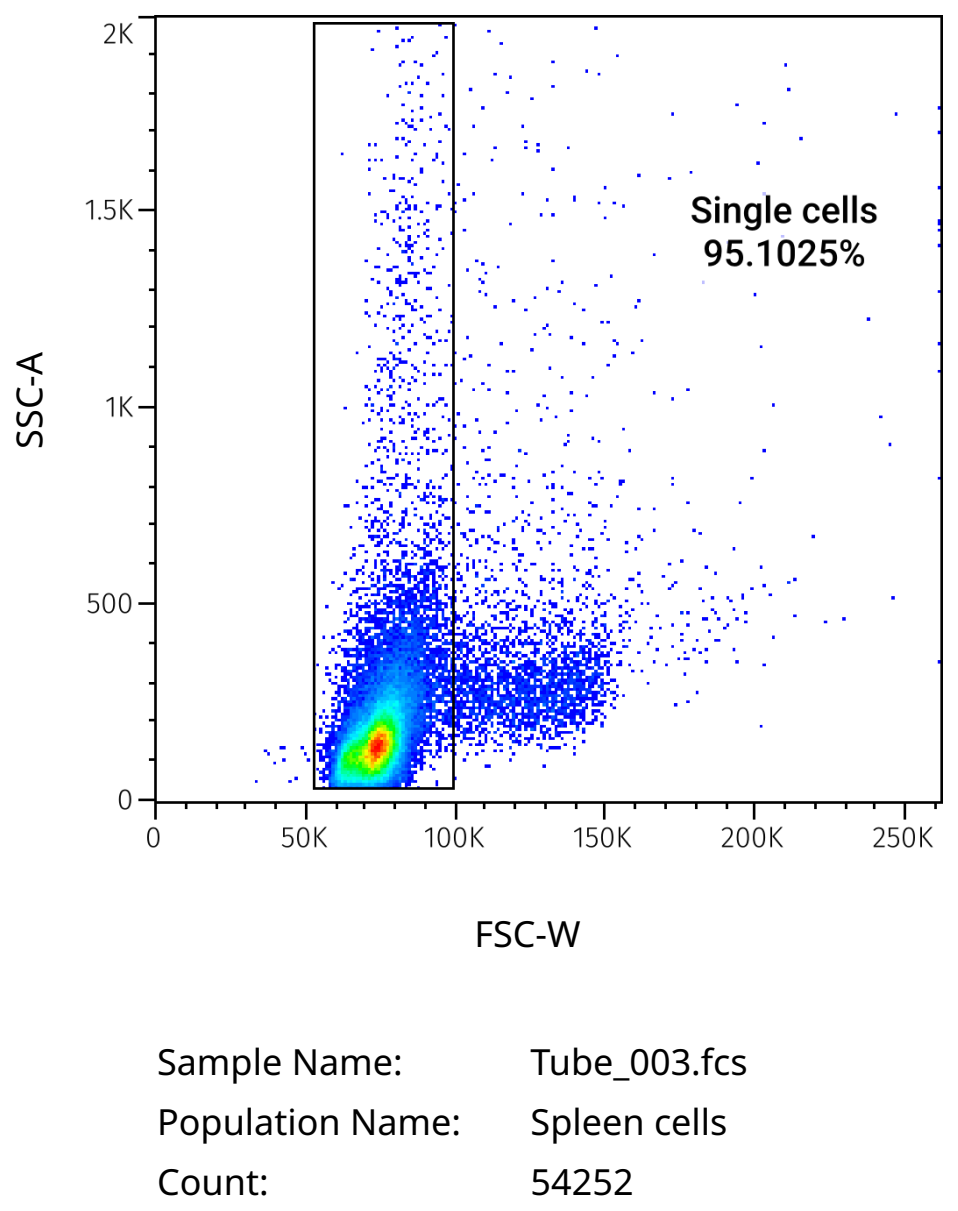 2K
1.5K
1K
500
0
SSC-A
Single cells
95.1025%
0 50K 100K 150K 200K 250K
FSC-W
Sample Name: Tube_003.fcs
Population Name: Spleen cells
Count: 54252